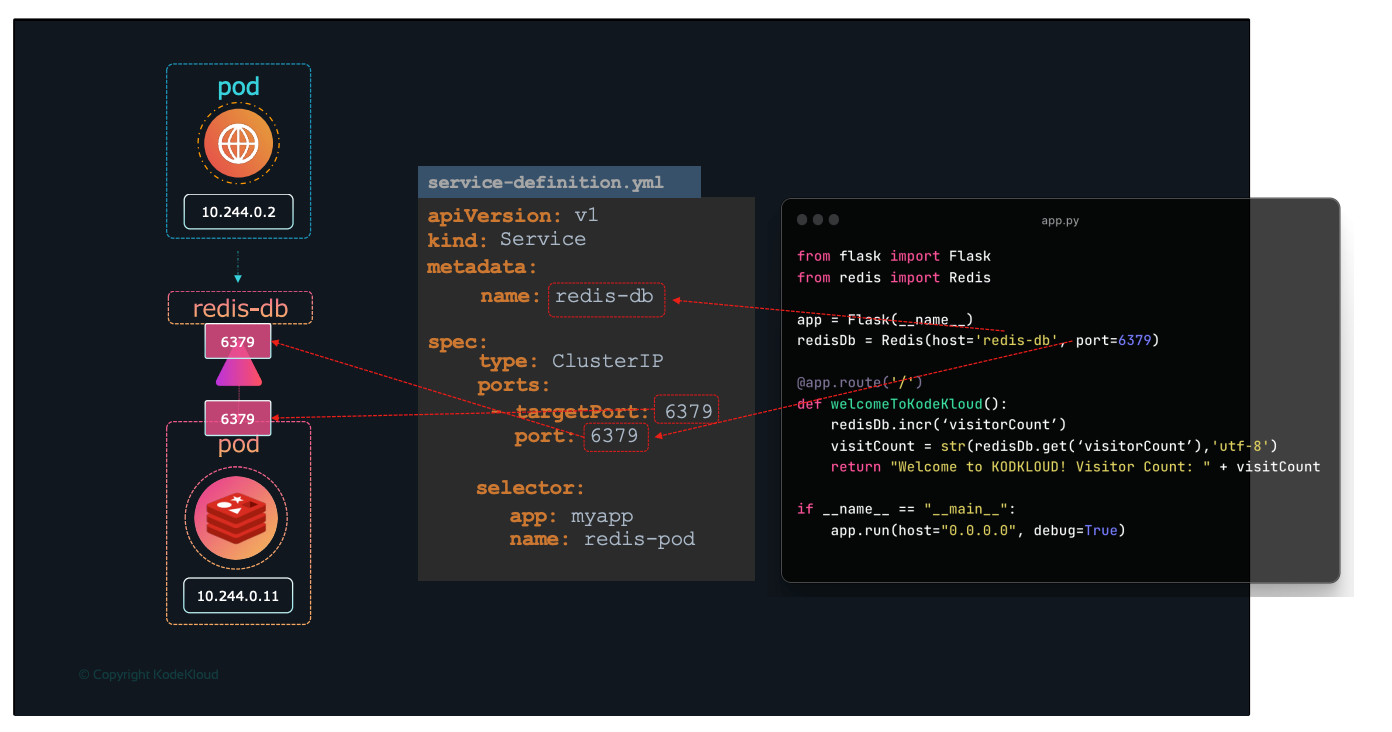 pod
10.244.0.2
redis-db
6379
6379
pod
10.244.0.11
© Copyright KodeKloud
service-definition.yml
apiVersion: v1
kind: Service
metadata:
name: redis-db
spec:
type: ClusterIP
ports:
targetPort: 6379
port: 6379
selector:
app: myapp
name: redis-pod
app.py
from flask import Flask
from redis import Redis
app = Flask(__name__)
redisDb = Redis(host='redis-db', port=6379)
@app.route('/')
def welcomeToKodeKloud():
redisDb.incr(‘visitorCount’)
visitCount = str(redisDb.get(‘visitorCount’),'utf-8')
return "Welcome to KODKLOUD! Visitor Count: " + visitCount
if __name__ == "__main__":
app.run(host="0.0.0.0", debug=True)